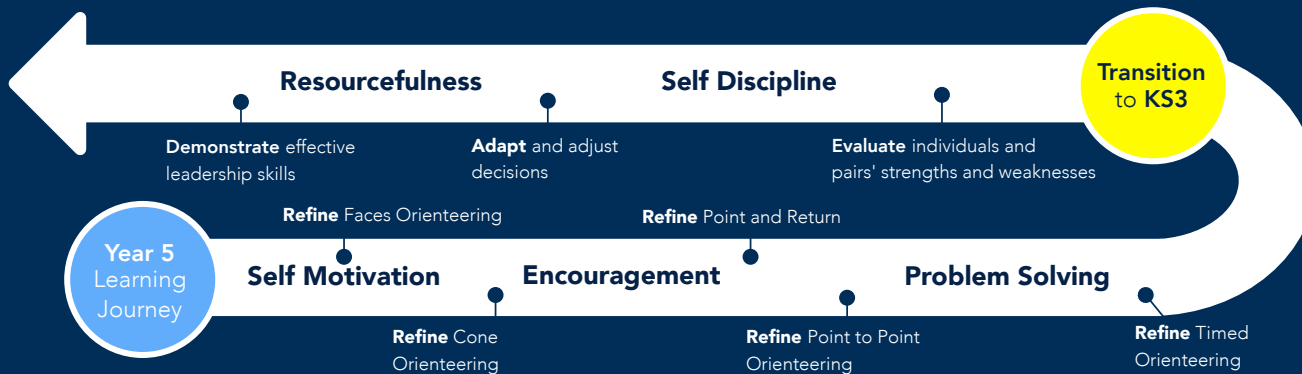 Resourcefulness
Self Discipline
Transition
to KS3
Demonstrate effective
leadership skills
Adapt and adjust
decisions
Evaluate individuals and
pairs' strengths and weaknesses
Refine Faces Orienteering
Refine Point and Return
Year 5
Learning
Journey
Self Motivation
Encouragement
Problem Solving
Refine Cone
Orienteering
Refine Point to Point
Orienteering
Refine Timed
Orienteering